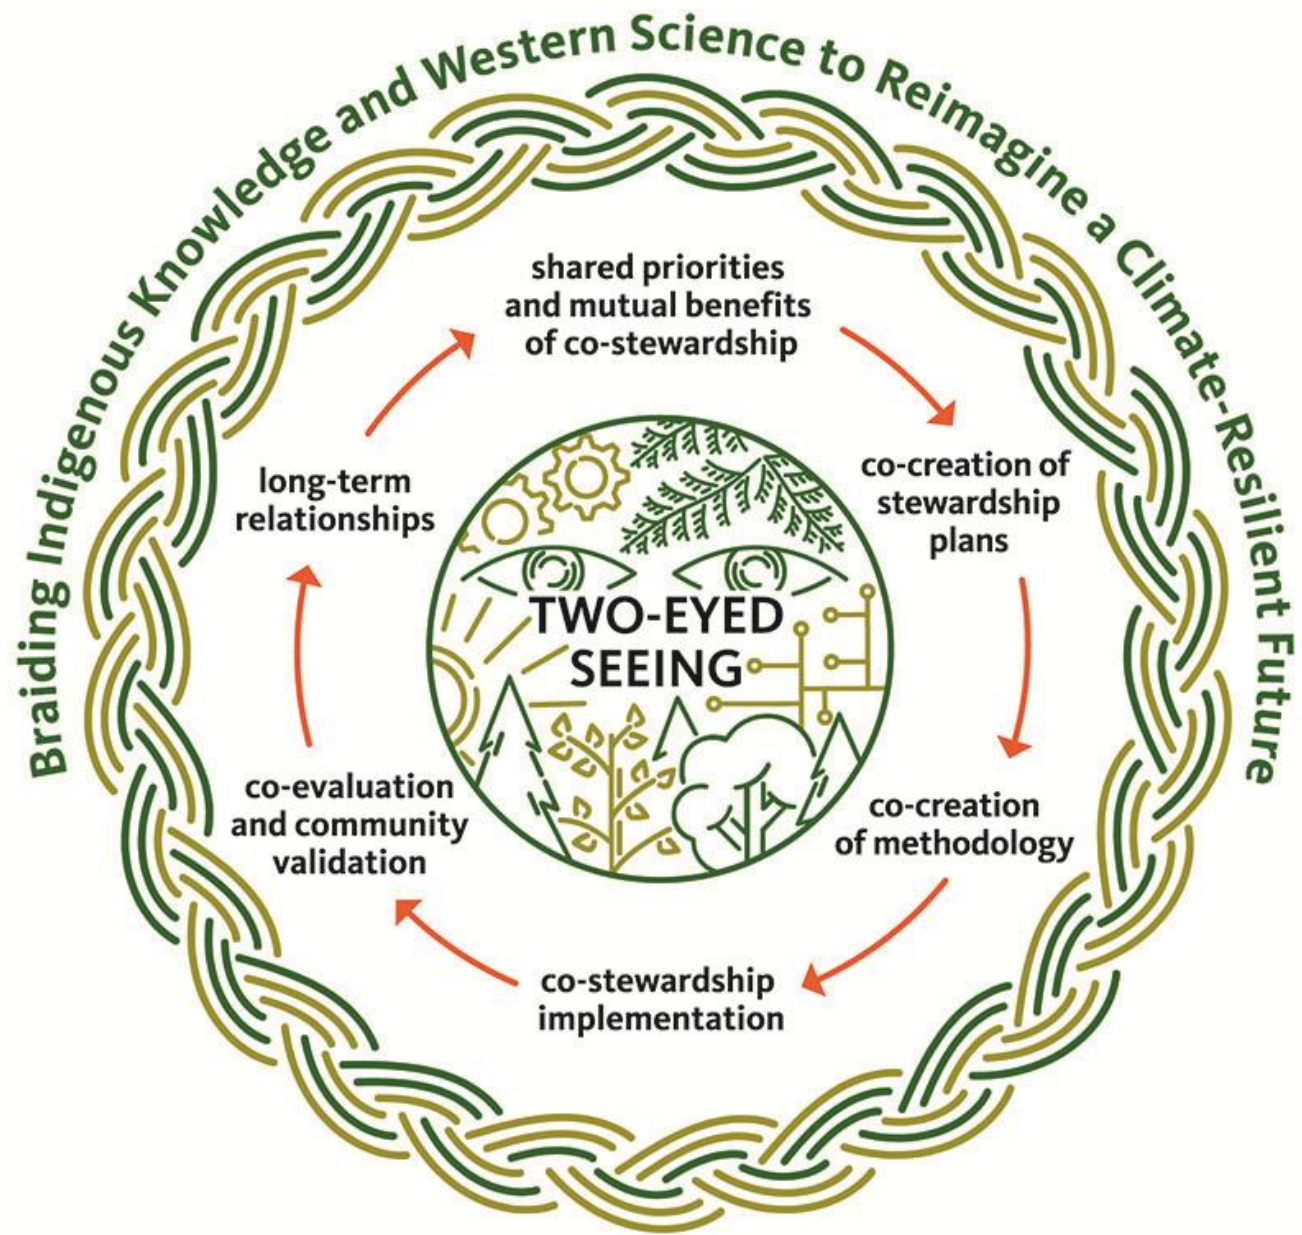 Braiding Indigenous Knowledge and Western Science to Reimagine a Climate-Resilient Future
shared priorities
and mutual benefits
of co-stewardship
co-creation of
stewardship
plans
co-creation
of methodology
co-stewardship
implementation
co-evaluation
and community
validation
long-term
relationships
TWO-EYED
SEEING